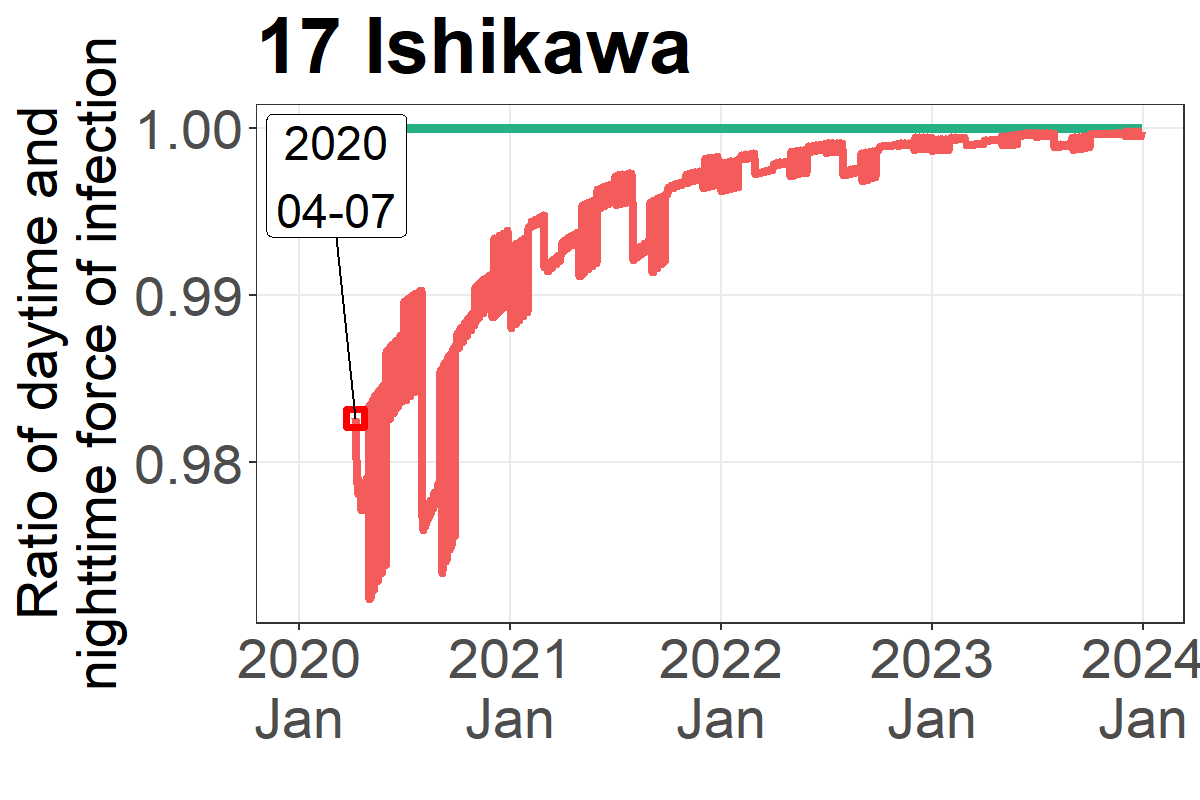 17 Ishikawa
Ratio of daytime and
nighttime force of infection
1.00
0.99
0.98
2020
04-07
2020
Jan
2021
Jan
2022
Jan
2023
Jan
2024
Jan